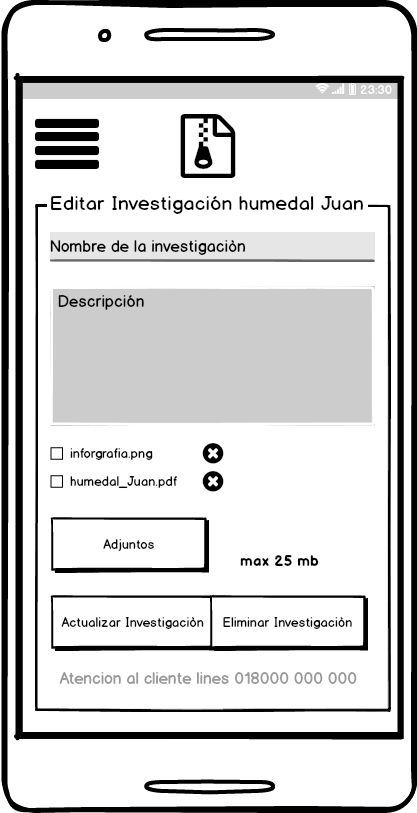 23:30
Editar Investigación humedal Juan
Nombre de la investigaciòn
Descripción
inforgrafia.png
humedal_Juan.pdf
Adjuntos
max 25 mb
Actualizar Investigaciòn
Eliminar Investigaciòn
Atencion al cliente lines 018000 000 000